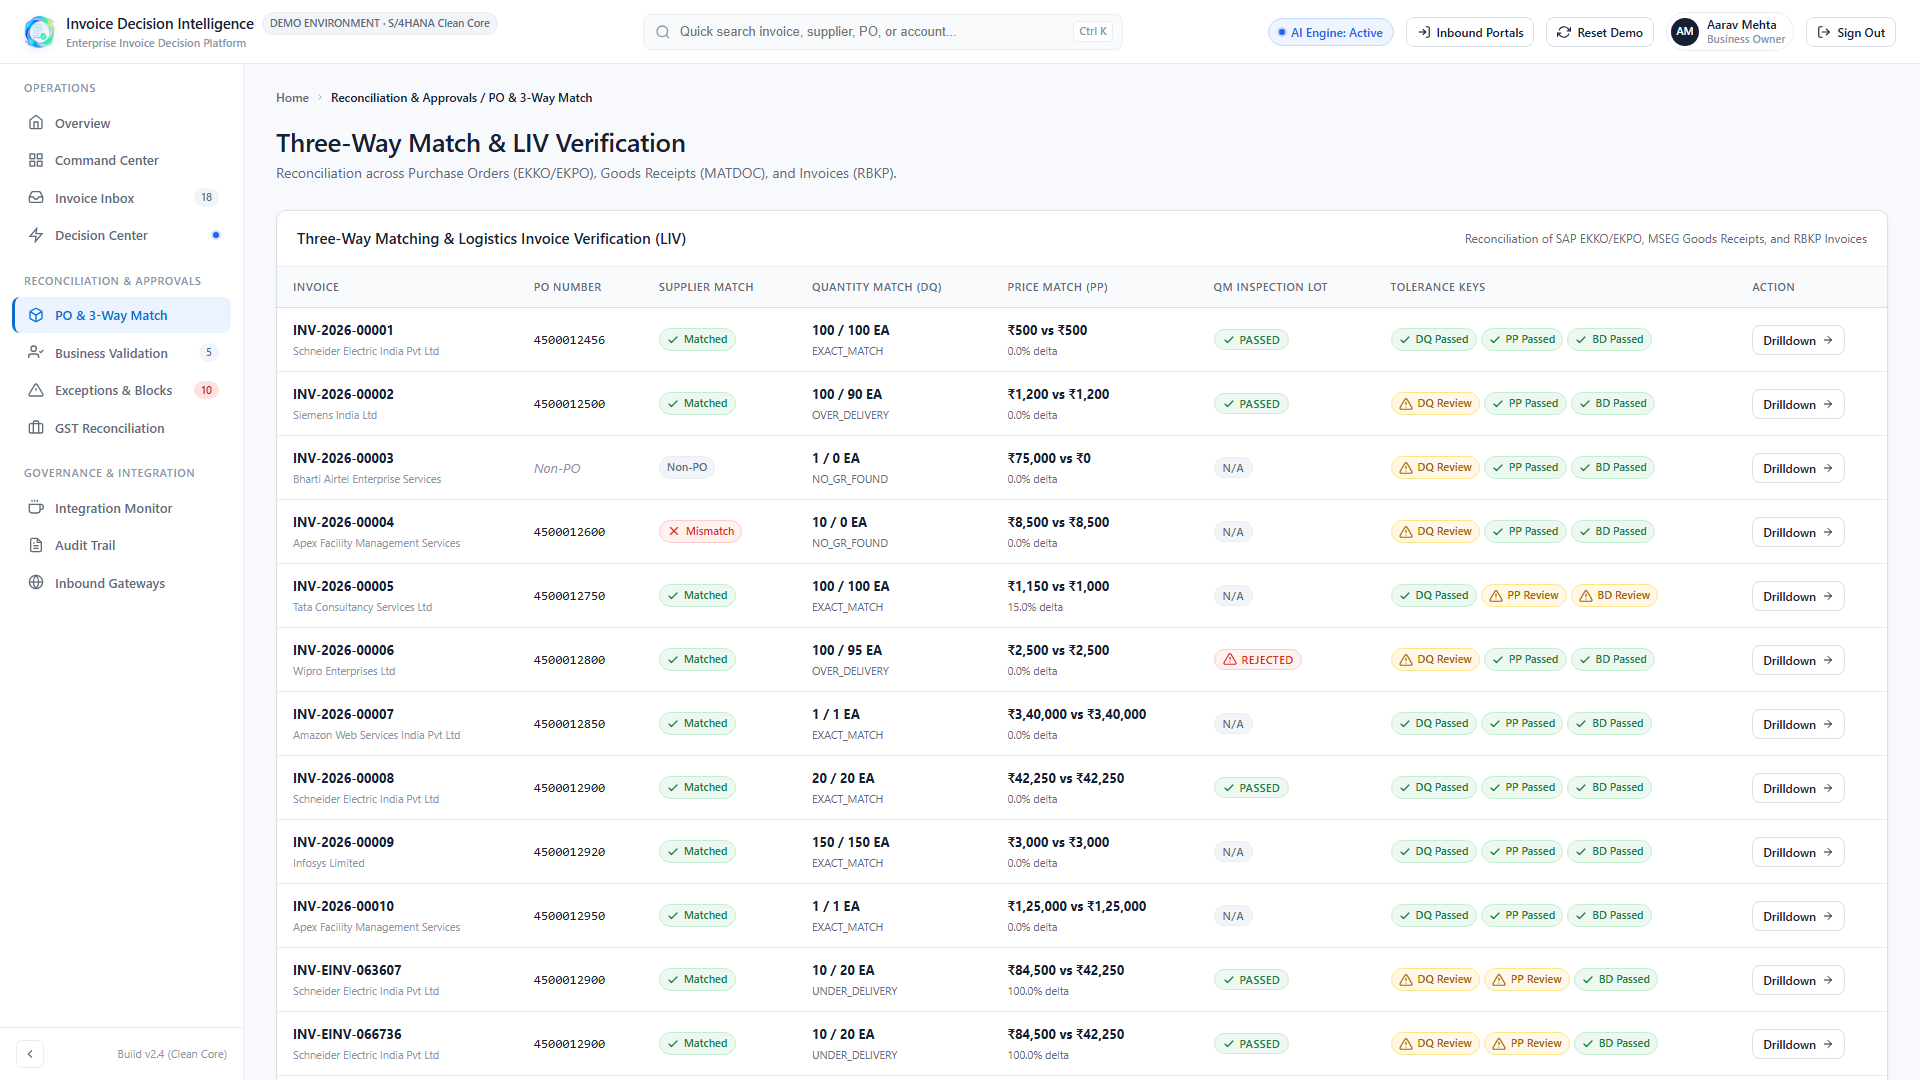 Invoice Decision Intelligence
Enterprise Invoice Decision Platform
DEMO ENVIRONMENT · S/4HANA Clean Core
Quick search invoice, supplier, PO, or account...
Ctrl K
AI Engine: Active
Inbound Portals
Reset Demo
AM
Aarav Mehta
Business Owner
Sign Out
OPERATIONS
Overview
Command Center
Invoice Inbox 18
Decision Center
RECONCILIATION & APPROVALS
PO & 3-Way Match
Business Validation 5
Exceptions & Blocks 10
GST Reconciliation
GOVERNANCE & INTEGRATION
Integration Monitor
Audit Trail
Inbound Gateways
Build v2.4 (Clean Core)
Home > Reconciliation & Approvals / PO & 3-Way Match
Three-Way Match & LIV Verification
Reconciliation across Purchase Orders (EKKO/EKPO), Goods Receipts (MATDOC), and Invoices (RBKP).
Three-Way Matching & Logistics Invoice Verification (LIV)
Reconciliation of SAP EKKO/EKPO, MSEG Goods Receipts, and RBKP Invoices
INVOICE PO NUMBER SUPPLIER MATCH QUANTITY MATCH (DQ) PRICE MATCH (PP) QM INSPECTION LOT TOLERANCE KEYS ACTION
INV-2026-00001 4500012456 Matched 100 / 100 EA ₹500 vs ₹500 PASSED DQ Passed PP Passed BD Passed Drilldown
Schneider Electric India Pvt Ltd EXACT_MATCH 0.0% delta
INV-2026-00002 4500012500 Matched 100 / 90 EA ₹1,200 vs ₹1,200 PASSED DQ Review PP Passed BD Passed Drilldown
Siemens India Ltd OVER_DELIVERY 0.0% delta
INV-2026-00003 Non-PO Non-PO 1 / 0 EA ₹75,000 vs ₹0 N/A DQ Review PP Passed BD Passed Drilldown
Bharti Airtel Enterprise Services NO_GR_FOUND 0.0% delta
INV-2026-00004 4500012600 Mismatch 10 / 0 EA ₹8,500 vs ₹8,500 N/A DQ Review PP Passed BD Passed Drilldown
Apex Facility Management Services NO_GR_FOUND 0.0% delta
INV-2026-00005 4500012750 Matched 100 / 100 EA ₹1,150 vs ₹1,000 N/A DQ Passed PP Review BD Review Drilldown
Tata Consultancy Services Ltd EXACT_MATCH 15.0% delta
INV-2026-00006 4500012800 Matched 100 / 95 EA ₹2,500 vs ₹2,500 REJECTED DQ Review PP Passed BD Passed Drilldown
Wipro Enterprises Ltd OVER_DELIVERY 0.0% delta
INV-2026-00007 4500012850 Matched 1 / 1 EA ₹3,40,000 vs ₹3,40,000 N/A DQ Passed PP Passed BD Passed Drilldown
Amazon Web Services India Pvt Ltd EXACT_MATCH 0.0% delta
INV-2026-00008 4500012900 Matched 20 / 20 EA ₹42,250 vs ₹42,250 PASSED DQ Passed PP Passed BD Passed Drilldown
Schneider Electric India Pvt Ltd EXACT_MATCH 0.0% delta
INV-2026-00009 4500012920 Matched 150 / 150 EA ₹3,000 vs ₹3,000 N/A DQ Passed PP Passed BD Passed Drilldown
Infosys Limited EXACT_MATCH 0.0% delta
INV-2026-00010 4500012950 Matched 1 / 1 EA ₹1,25,000 vs ₹1,25,000 N/A DQ Passed PP Passed BD Passed Drilldown
Apex Facility Management Services EXACT_MATCH 0.0% delta
INV-EINV-063607 4500012900 Matched 10 / 20 EA ₹84,500 vs ₹42,250 PASSED DQ Review PP Review BD Passed Drilldown
Schneider Electric India Pvt Ltd UNDER_DELIVERY 100.0% delta
INV-EINV-066736 4500012900 Matched 10 / 20 EA ₹84,500 vs ₹42,250 PASSED DQ Review PP Review BD Passed Drilldown
Schneider Electric India Pvt Ltd UNDER_DELIVERY 100.0% delta